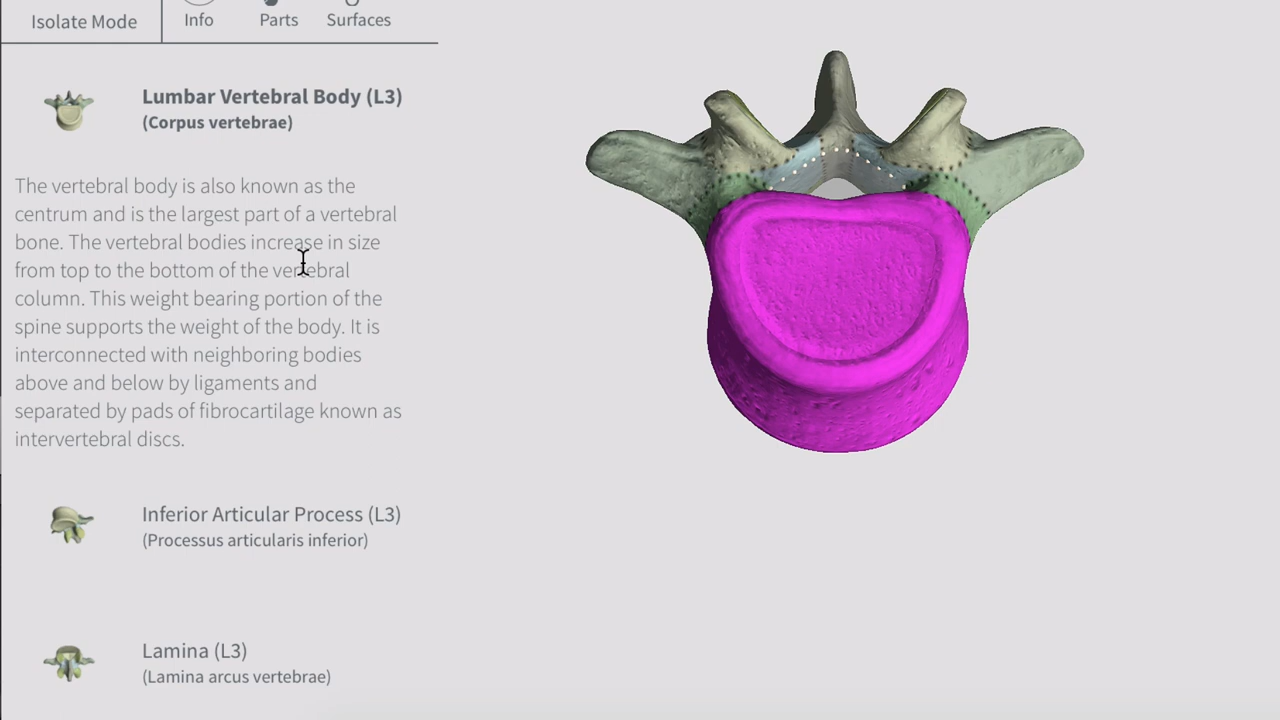 Isolate Mode
Info
Parts
Surfaces
Lumbar Vertebral Body (L3)
(Corpus vertebrae)
The vertebral body is also known as the
centrum and is the largest part of a vertebral
bone. The vertebral bodies increase in size
from top to the bottom of the vertebral
column. This weight bearing portion of the
spine supports the weight of the body. It is
interconnected with neighboring bodies
above and below by ligaments and
separated by pads of fibrocartilage known as
intervertebral discs.
Inferior Articular Process (L3)
(Processus articularis inferior)
Lamina (L3)
(Lamina arcus vertebrae)